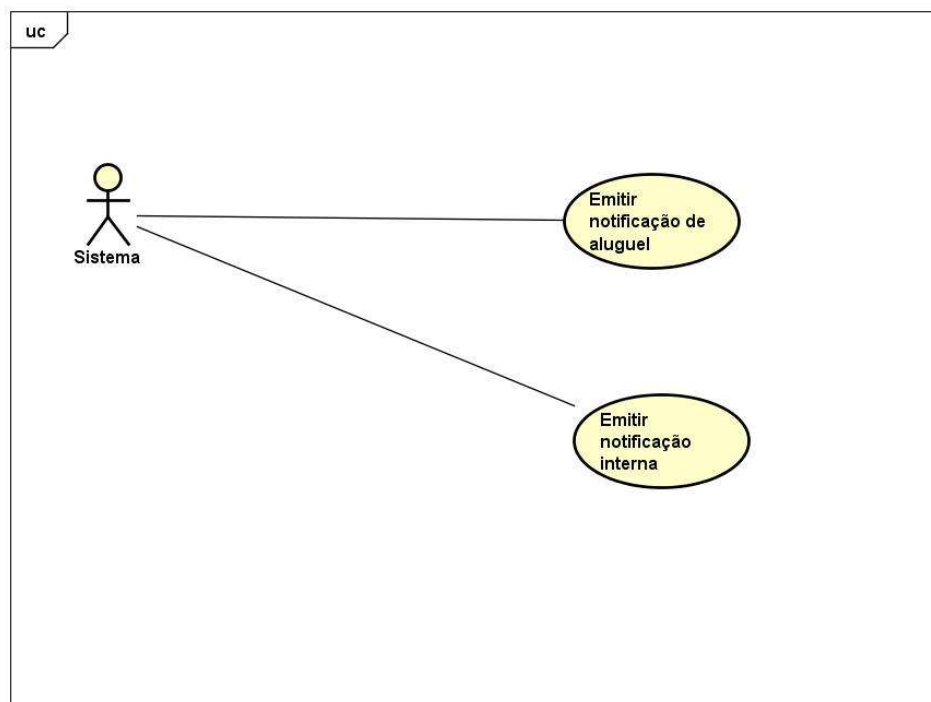 uc
Sistema
Emitir
notificação de
aluguel
Emitir
notificação
interna